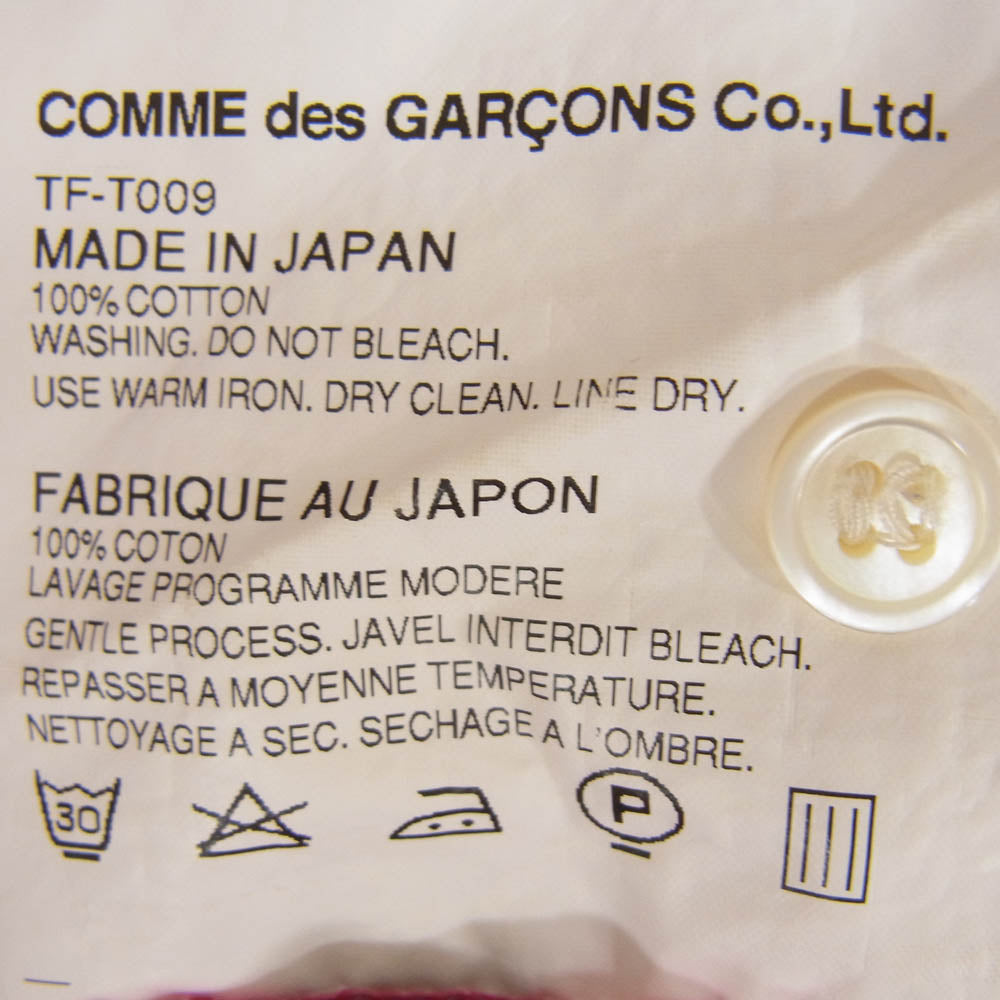 COMME des GARÇONS Co.,Ltd.
TF-T009
MADE IN JAPAN
100% COTTON
WASHING. DO NOT BLEACH.
USE WARM IRON. DRY CLEAN. LINE DRY.
FABRIQUE AU JAPON
100% COTON
LAVAGE PROGRAMME MODERE
GENTLE PROCESS. JAVEL INTERDIT BLEACH.
REPASSER A MOYENNE TEMPERATURE.
NETTOYAGE A SEC. SECHAGE A L'OMBRE.
30 P